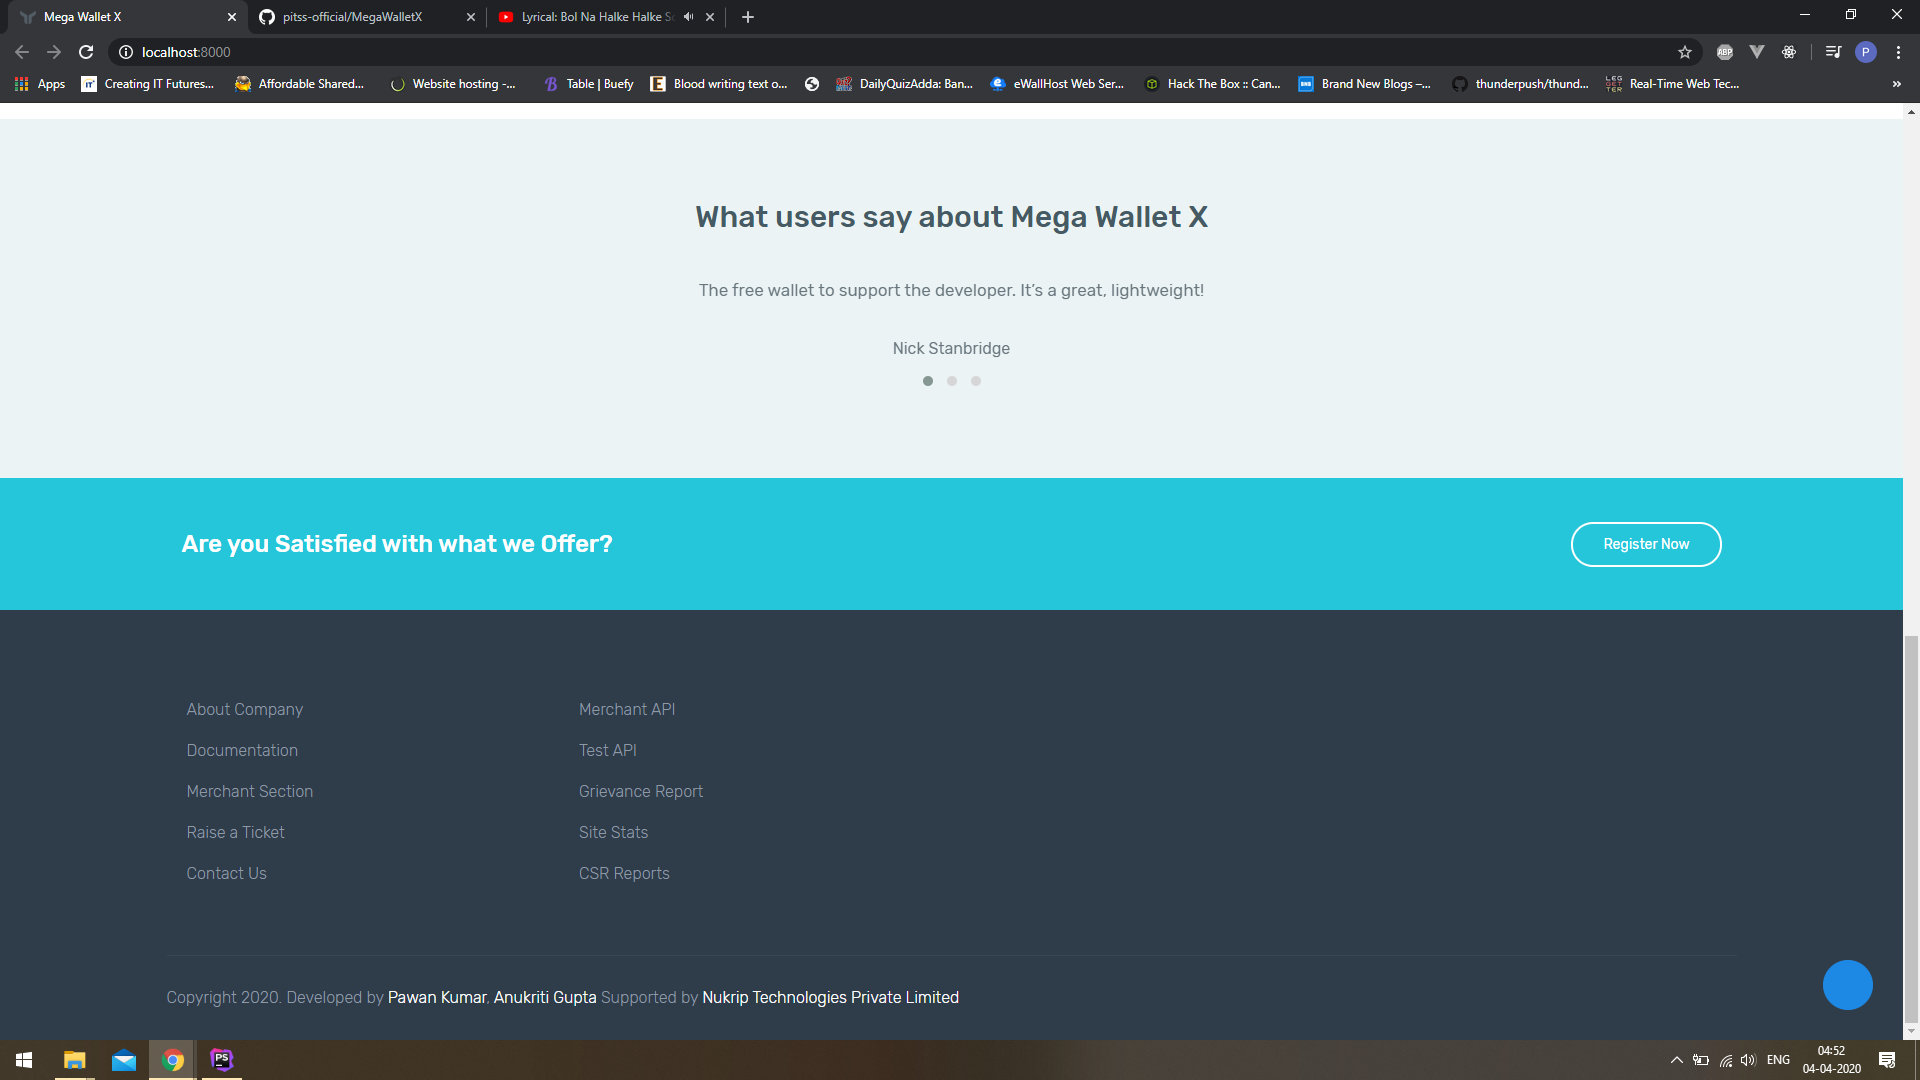 Mega Wallet X
pitss-official/MegaWalletX
Lyrical: Bol Na Halke Halke
localhost:8000
ABP
P
Apps
Creating IT Futures...
Affordable Shared...
Website hosting -...
Table | Buefy
Blood writing text o...
DailyQuizAdda: Ban...
eWallHost Web Ser...
Hack The Box :: Can...
Brand New Blogs –...
thunderpush/thund...
Real-Time Web Tec...
»
What users say about Mega Wallet X
The free wallet to support the developer. It’s a great, lightweight!
Nick Stanbridge
Are you Satisfied with what we Offer?
Register Now
About Company
Documentation
Merchant Section
Raise a Ticket
Contact Us
Merchant API
Test API
Grievance Report
Site Stats
CSR Reports
Copyright 2020. Developed by Pawan Kumar, Anukriti Gupta Supported by Nukrip Technologies Private Limited
PS
ENG
04:52
04-04-2020